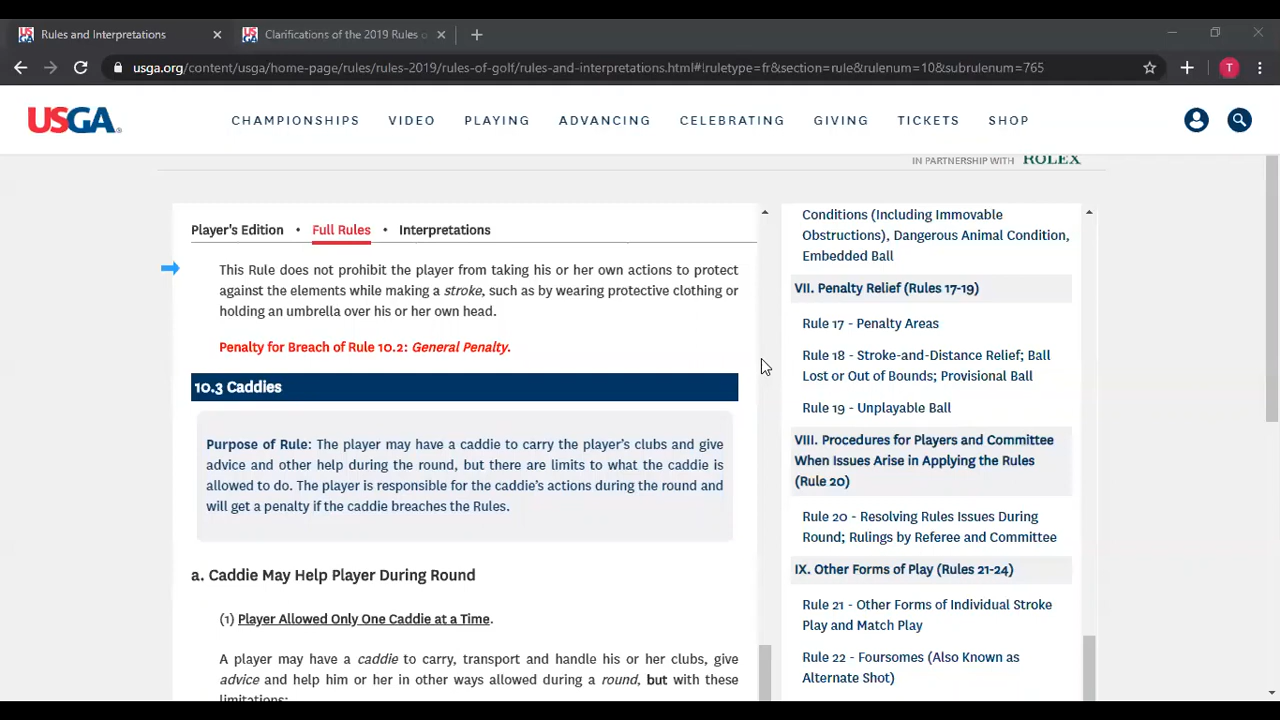 Rules and Interpretations
Clarifications of the 2019 Rules o
usga.org/content/usga/home-page/rules/rules-2019/rules-of-golf/rules-and-interpretations.html#!ruletype=fr&section=rule&rulenum=10&subrulenum=765
T
USGA
CHAMPIONSHIPS VIDEO PLAYING ADVANCING CELEBRATING GIVING TICKETS SHOP
IN PARTNERSHIP WITH ROLEX
Player's Edition • Full Rules • Interpretations
This Rule does not prohibit the player from taking his or her own actions to protect
against the elements while making a stroke, such as by wearing protective clothing or
holding an umbrella over his or her own head.
Penalty for Breach of Rule 10.2: General Penalty.
10.3 Caddies
Purpose of Rule: The player may have a caddie to carry the player's clubs and give
advice and other help during the round, but there are limits to what the caddie is
allowed to do. The player is responsible for the caddie's actions during the round and
will get a penalty if the caddie breaches the Rules.
a. Caddie May Help Player During Round
(1) Player Allowed Only One Caddie at a Time.
A player may have a caddie to carry, transport and handle his or her clubs, give
advice and help him or her in other ways allowed during a round, but with these
limitations:
Conditions (Including Immovable
Obstructions), Dangerous Animal Condition,
Embedded Ball
VII. Penalty Relief (Rules 17-19)
Rule 17 - Penalty Areas
Rule 18 - Stroke-and-Distance Relief; Ball
Lost or Out of Bounds; Provisional Ball
Rule 19 - Unplayable Ball
VIII. Procedures for Players and Committee
When Issues Arise in Applying the Rules
(Rule 20)
Rule 20 - Resolving Rules Issues During
Round; Rulings by Referee and Committee
IX. Other Forms of Play (Rules 21-24)
Rule 21 - Other Forms of Individual Stroke
Play and Match Play
Rule 22 - Foursomes (Also Known as
Alternate Shot)